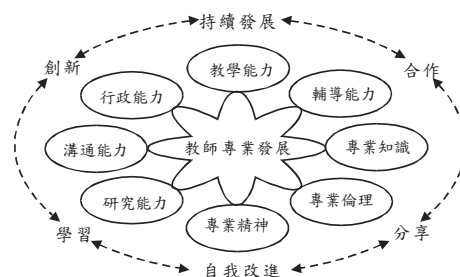 持續發展
創新
合作
教學能力
行政能力
輔導能力
溝通能力
教師專業發展
專業知識
研究能力
專業倫理
專業精神
學習
分享
自我改進